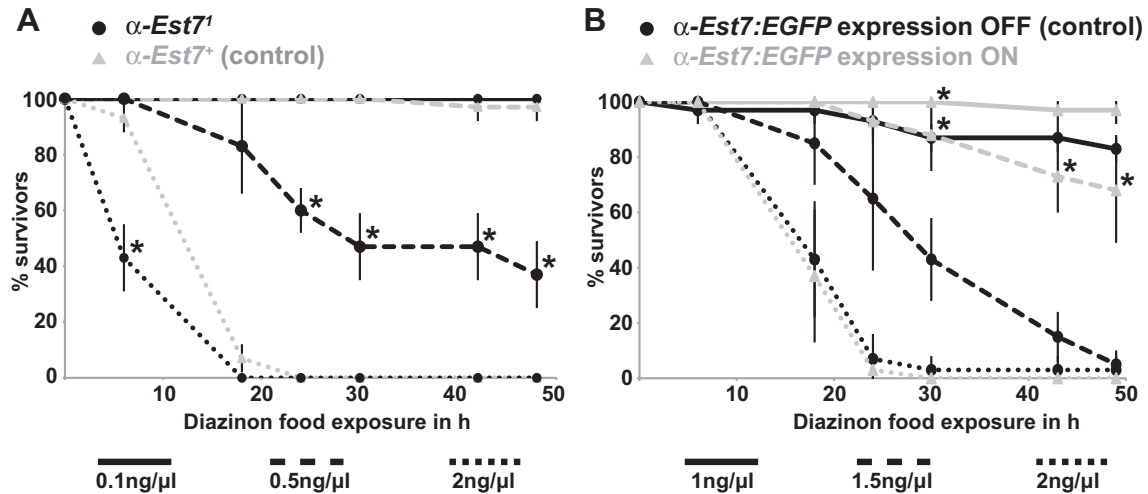 A
α-Est7¹
α-Est7⁺ (control)
100
80
60
40
20
0
% survivors
*
*
*
*
*
10
20
30
40
50
Diazinon food exposure in h
0.1ng/µl
0.5ng/µl
2ng/µl
B
α-Est7:EGFP expression OFF (control)
α-Est7:EGFP expression ON
100
80
60
40
20
0
% survivors
*
*
*
*
10
20
30
40
50
Diazinon food exposure in h
1ng/µl
1.5ng/µl
2ng/µl